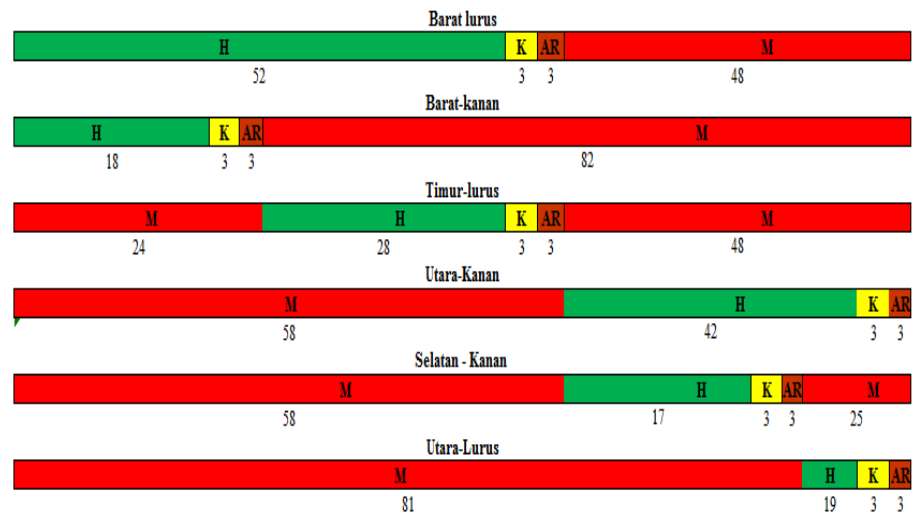 Barat lurus
H K AR M
52 3 3 48
Barat-kanan
H K AR M
18 3 3 82
Timur-lurus
M H K AR M
24 28 3 3 48
Utara-Kanan
M H K AR
58 42 3 3
Selatan - Kanan
M H K AR M
58 17 3 3 25
Utara-Lurus
M H K AR
81 19 3 3